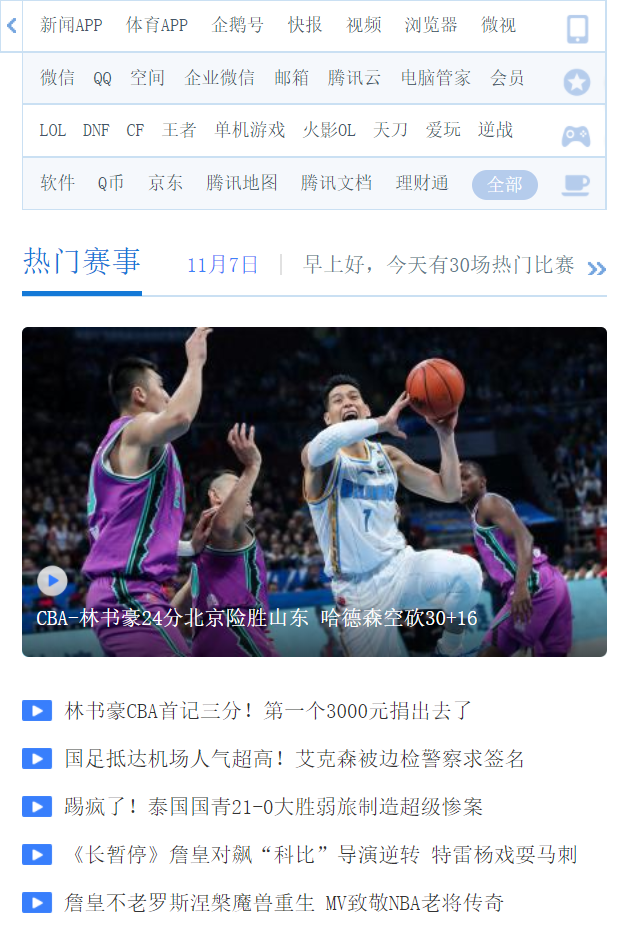 新闻APP 体育APP 企鹅号 快报 视频 浏览器 微视
微信 QQ 空间 企业微信 邮箱 腾讯云 电脑管家 会员
LOL DNF CF 王者 单机游戏 火影OL 天刀 爱玩 逆战
软件 Q币 京东 腾讯地图 腾讯文档 理财通 全部
热门赛事 11月7日 早上好，今天有30场热门比赛
7
CBA-林书豪24分北京险胜山东 哈德森空砍30+16
林书豪CBA首记三分！第一个3000元捐出去了
国足抵达机场人气超高！艾克森被边检警察求签名
踢疯了！泰国国青21-0大胜弱旅制造超级惨案
《长暂停》詹皇对飙“科比”导演逆转 特雷杨戏耍马刺
詹皇不老罗斯涅槃魔兽重生 MV致敬NBA老将传奇